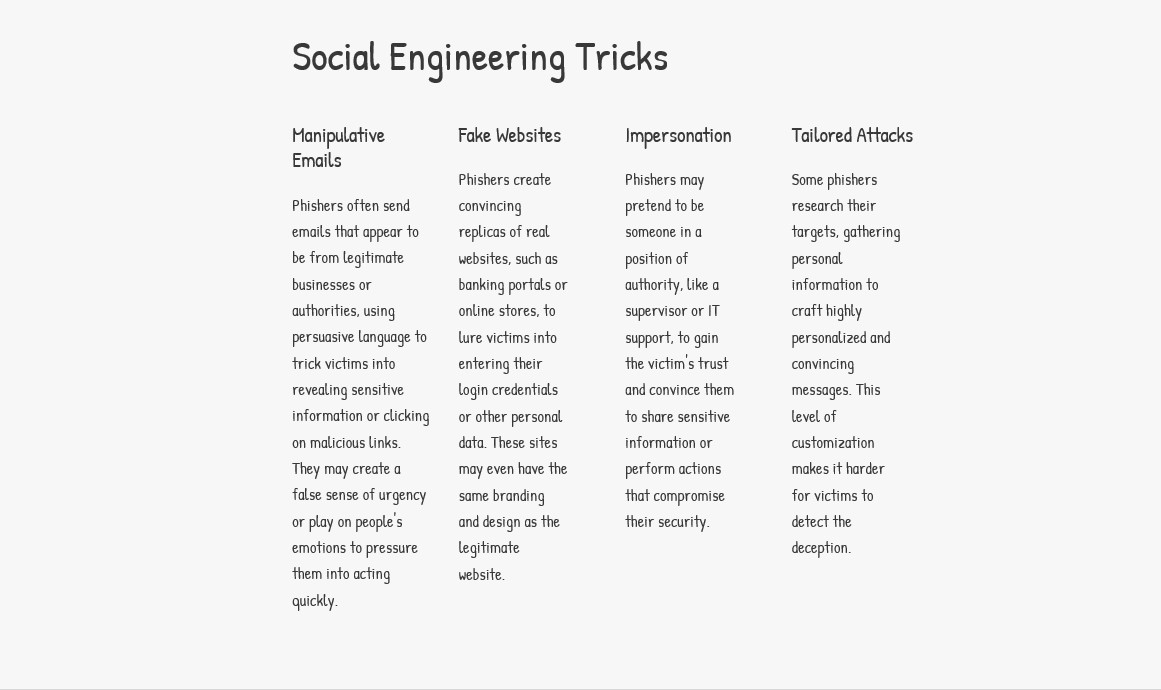 Social Engineering Tricks
Manipulative
Emails
Phishers often send
emails that appear to
be from legitimate
businesses or
authorities, using
persuasive language to
trick victims into
revealing sensitive
information or clicking
on malicious links.
They may create a
false sense of urgency
or play on people's
emotions to pressure
them into acting
quickly.
Fake Websites
Phishers create
convincing
replicas of real
websites, such as
banking portals or
online stores, to
lure victims into
entering their
login credentials
or other personal
data. These sites
may even have the
same branding
and design as the
legitimate
website.
Impersonation
Phishers may
pretend to be
someone in a
position of
authority, like a
supervisor or IT
support, to gain
the victim's trust
and convince them
to share sensitive
information or
perform actions
that compromise
their security.
Tailored Attacks
Some phishers
research their
targets, gathering
personal
information to
craft highly
personalized and
convincing
messages. This
level of
customization
makes it harder
for victims to
detect the
deception.